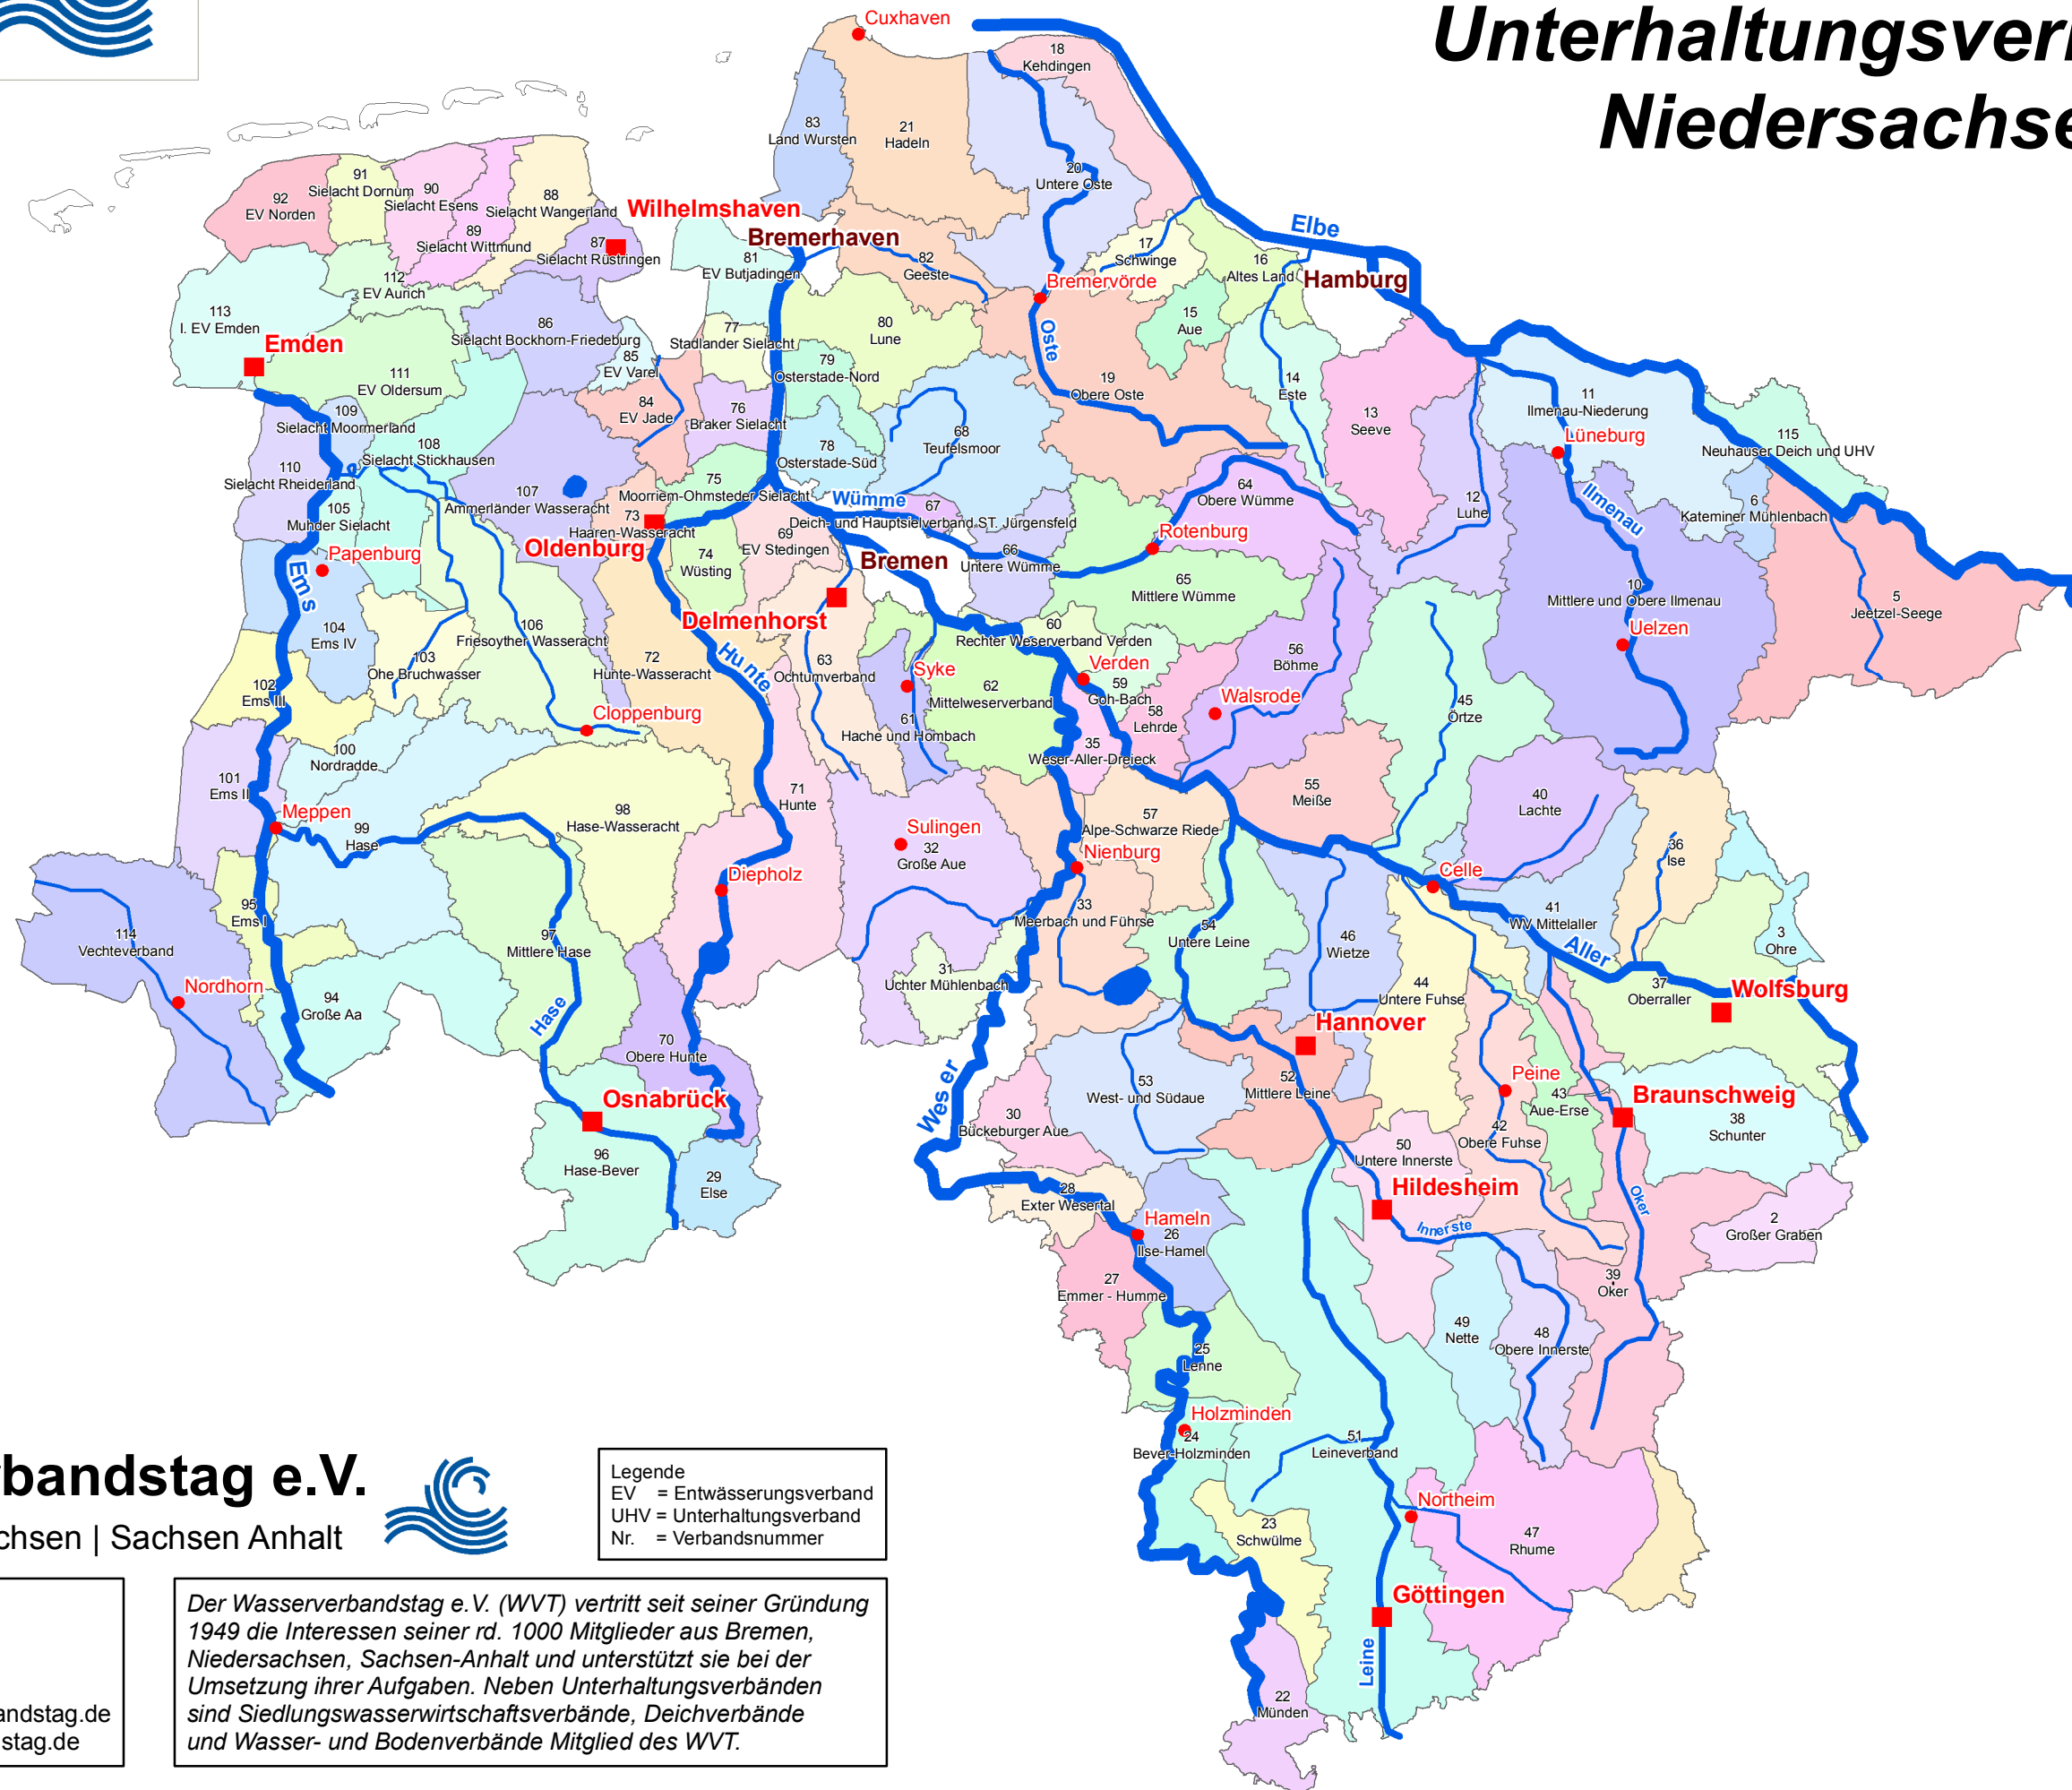 Unterhaltungsver
Niedersachse
Cuxhaven
18
Kehdingen
83
Land Wursten
21
Hadeln
20
Untere Oste
91
Sielacht Dornum
90
Sielacht Esens
92
EV Norden
88
Sielacht Wangerland
89
Sielacht Wittmund
87
Sielacht Rüstringen
Wilhelmshaven
Bremerhaven
81
EV Butjadingen
82
Geeste
17
Schwinge
16
Altes Land
Elbe
Hamburg
Bremervörde
112
EV Aurich
113
I. EV Emden
Emden
86
Sielacht Bockhorn-Friedeburg
85
EV Varel
77
Stadlander Sielacht
80
Lune
15
Aue
Oste
79
Osterstade-Nord
111
EV Oldersum
84
EV Jade
76
Braker Sielacht
19
Obere Oste
14
Este
13
Seeve
11
Ilmenau-Niederung
Lüneburg
115
Neuhauser Deich und UHV
109
Sielacht Moormerland
108
Sielacht Stickhausen
110
Sielacht Rheiderland
78
Osterstade-Süd
68
Teufelsmoor
75
Moorriem-Ohmsteder Sielacht
107
Ammerländer Wasseracht
73
Haaren-Wasseracht
Oldenburg
Wümme
67
Deich- und Hauptsielverband ST. Jürgensfeld
64
Obere Wümme
12
Luhe
Ilmenau
6
Kateminer Mühlenbach
105
Muhder Sielacht
Papenburg
Ems
74
Wüsting
69
EV Stedingen
Bremen
66
Untere Wümme
Rotenburg
65
Mittlere Wümme
10
Mittlere und Obere Ilmenau
Uelzen
5
Jeetzel-Seege
104
Ems IV
103
Ohe Bruchwasser
106
Friesoyther Wasseracht
72
Hunte-Wasseracht
Delmenhorst
Hunte
63
Ochtumverband
60
Rechter Weserverband Verden
Verden
59
Goh-Bach
56
Böhme
Syke
62
Mittelweserverband
61
Hache und Hombach
58
Lehrde
Walsrode
45
Örtze
102
Ems III
Cloppenburg
100
Nordradde
101
Ems II
Meppen
99
Hase
98
Hase-Wasseracht
71
Hunte
35
Weser-Aller-Dreieck
55
Meiße
40
Lachte
57
Alpe-Schwarze Riede
Sulingen
32
Große Aue
Nienburg
36
Ise
Celle
Diepholz
95
Ems I
114
Vechteverband
Nordhorn
97
Mittlere Hase
33
Meerbach und Führse
54
Untere Leine
46
Wietze
41
WV Mittelaller
Aller
3
Ohre
31
Uchter Mühlenbach
44
Untere Fuhse
37
Oberraller
Wolfsburg
94
Große Aa
Hase
70
Obere Hunte
Hannover
Osnabrück
Weser
53
West- und Südaue
52
Mittlere Leine
Peine
43
Aue-Erse
Braunschweig
38
Schunter
30
Bückeburger Aue
42
Obere Fuhse
50
Untere Innerste
96
Hase-Bever
29
Else
28
Exter Wesertal
Hildesheim
Innerste
Oker
Hameln
26
Ilse-Hamel
2
Großer Graben
27
Emmer - Humme
39
Oker
49
Nette
48
Obere Innerste
25
Lenne
Holzminden
24
Bever-Holzminden
51
Leineverband
Northeim
23
Schwülme
47
Rhume
Göttingen
Leine
22
Münden
bandstag e.V.
chsen | Sachsen Anhalt
Legende
EV = Entwässerungsverband
UHV = Unterhaltungsverband
Nr. = Verbandsnummer
andstag.de
stag.de
Der Wasserverbandstag e.V. (WVT) vertritt seit seiner Gründung
1949 die Interessen seiner rd. 1000 Mitglieder aus Bremen,
Niedersachsen, Sachsen-Anhalt und unterstützt sie bei der
Umsetzung ihrer Aufgaben. Neben Unterhaltungsverbänden
sind Siedlungswasserwirtschaftsverbände, Deichverbände
und Wasser- und Bodenverbände Mitglied des WVT.